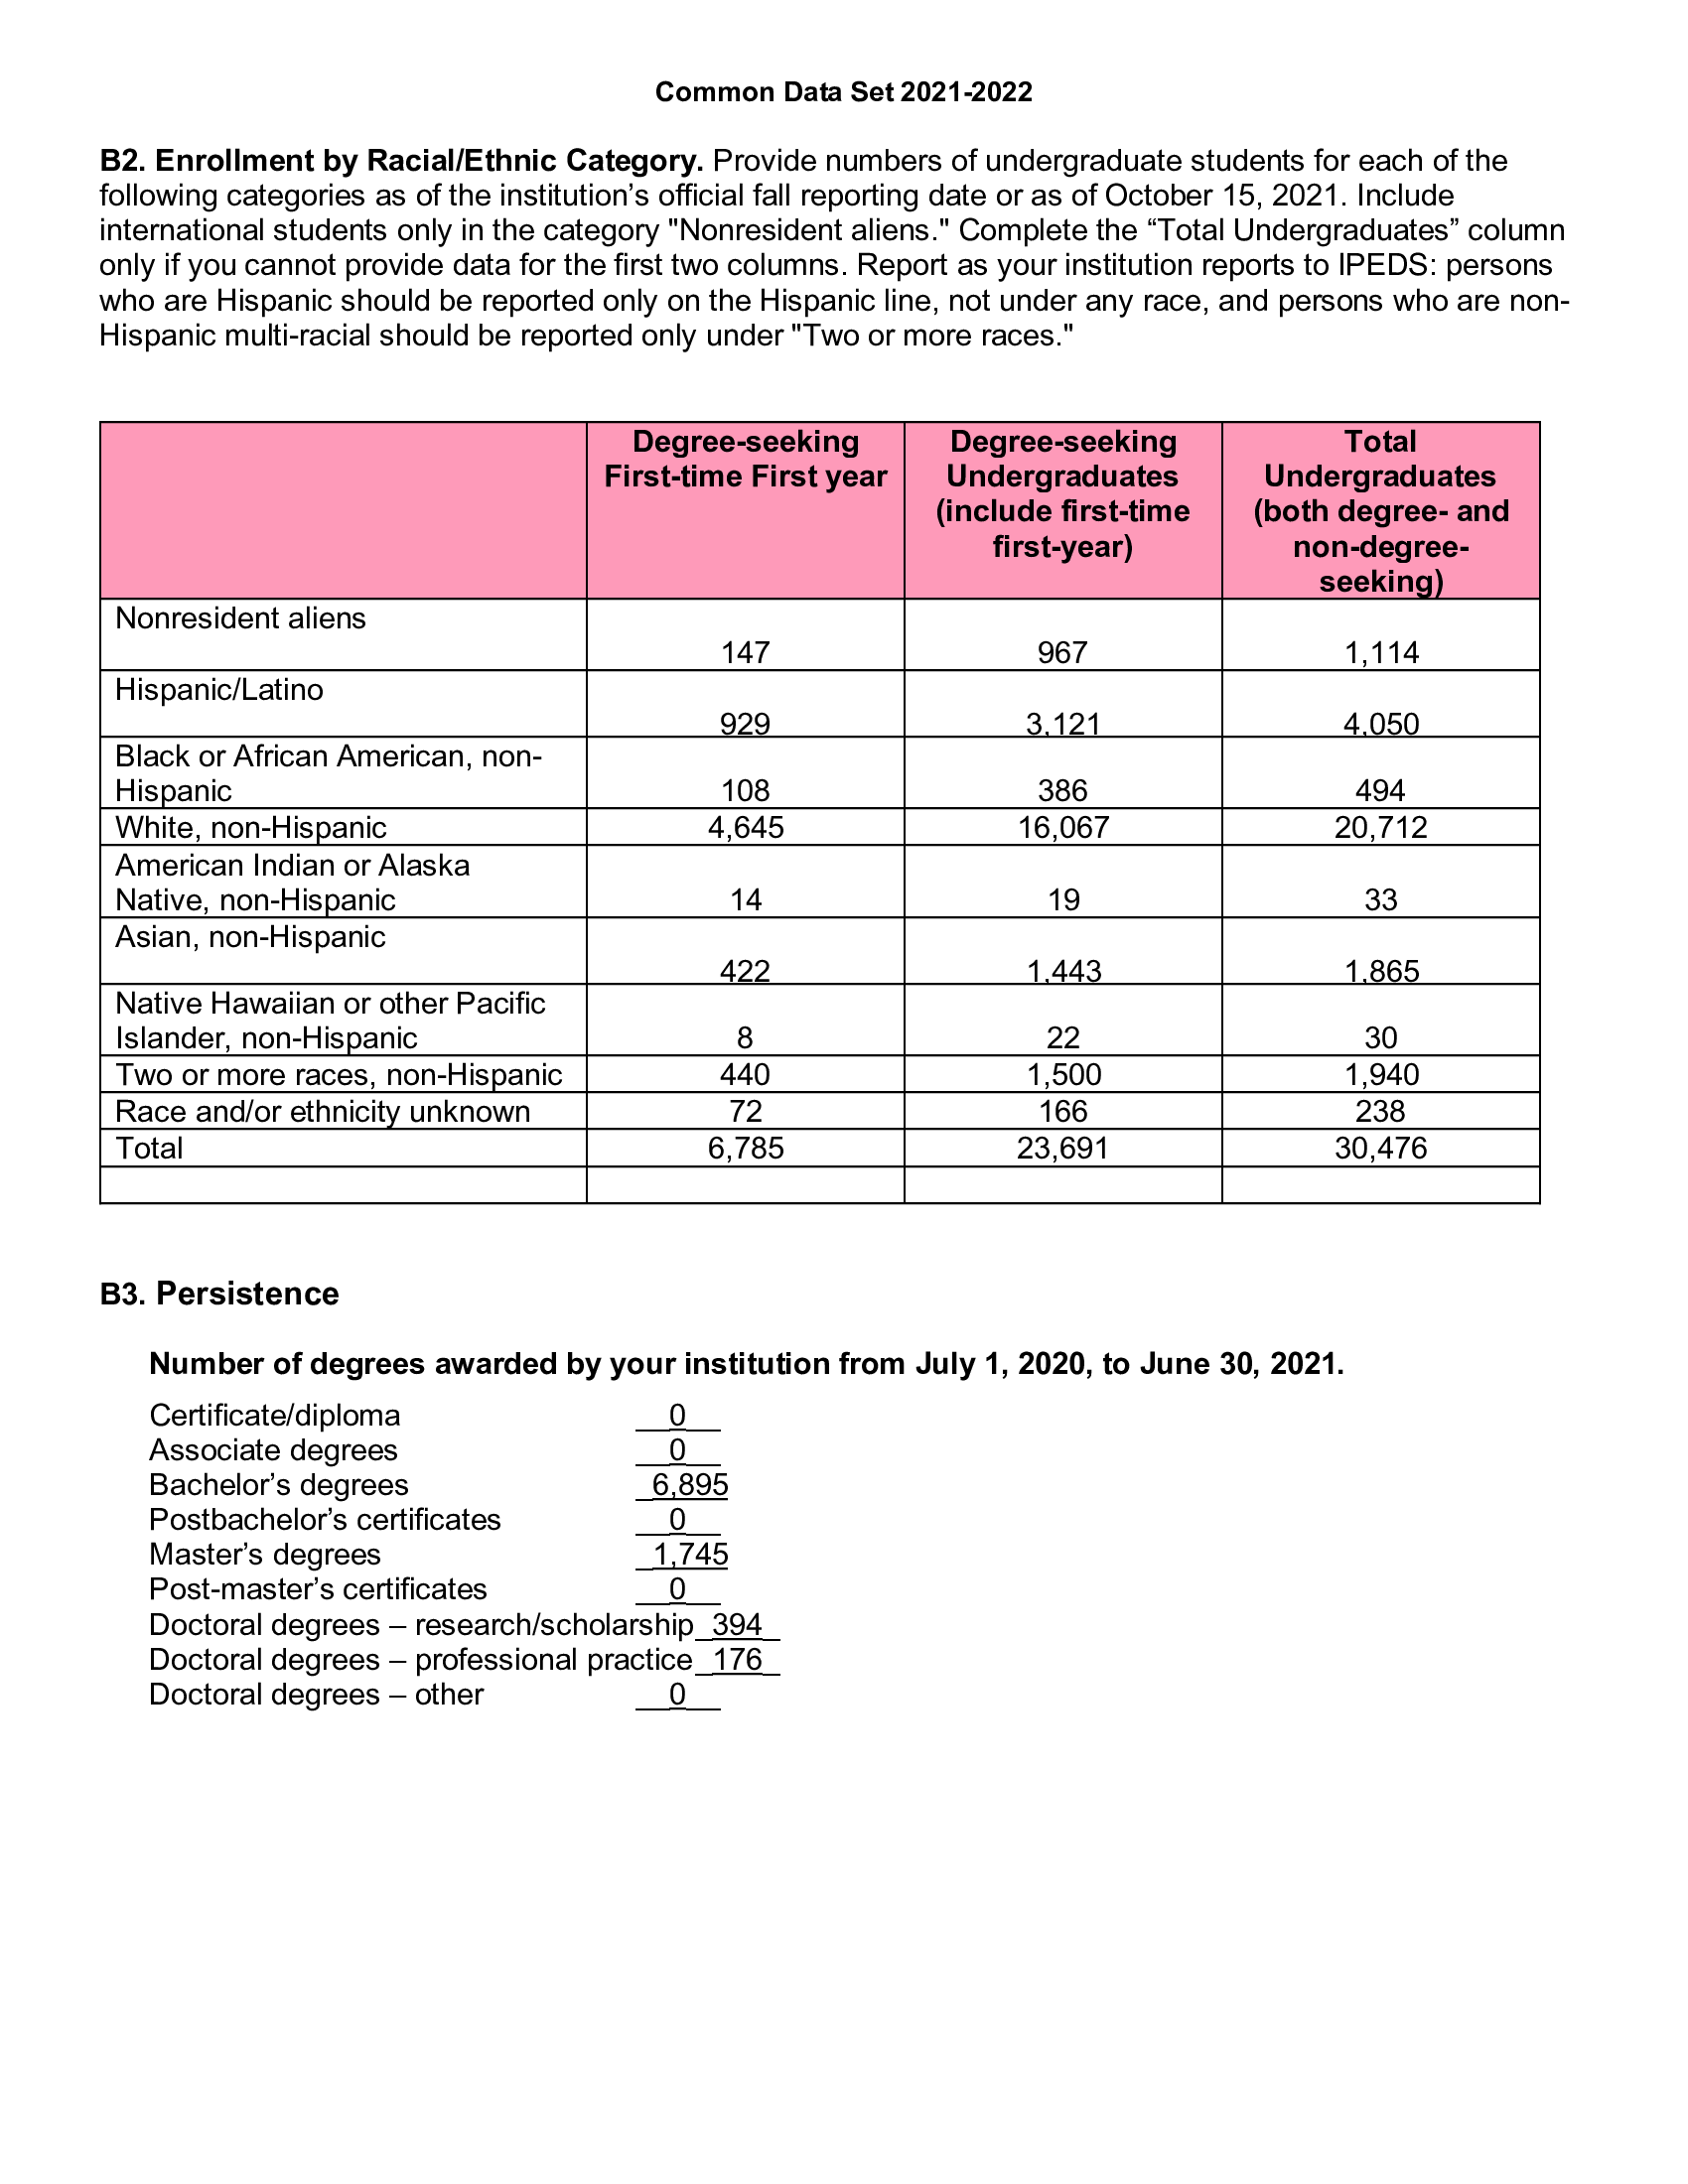 Common Data Set 2021-2022
B2. Enrollment by Racial/Ethnic Category. Provide numbers of undergraduate students for each of the
following categories as of the institution’s official fall reporting date or as of October 15, 2021. Include
international students only in the category "Nonresident aliens." Complete the “Total Undergraduates” column
only if you cannot provide data for the first two columns. Report as your institution reports to IPEDS: persons
who are Hispanic should be reported only on the Hispanic line, not under any race, and persons who are non-
Hispanic multi-racial should be reported only under "Two or more races."
Degree-seeking
First-time First year
Degree-seeking
Undergraduates
(include first-time
first-year)
Total
Undergraduates
(both degree- and
non-degree-
seeking)
Nonresident aliens
147 967 1,114
Hispanic/Latino
929 3,121 4,050
Black or African American, non-
Hispanic 108 386 494
White, non-Hispanic 4,645 16,067 20,712
American Indian or Alaska
Native, non-Hispanic 14 19 33
Asian, non-Hispanic
422 1,443 1,865
Native Hawaiian or other Pacific
Islander, non-Hispanic 8 22 30
Two or more races, non-Hispanic 440 1,500 1,940
Race and/or ethnicity unknown 72 166 238
Total 6,785 23,691 30,476
B3. Persistence
Number of degrees awarded by your institution from July 1, 2020, to June 30, 2021.
Certificate/diploma __0__
Associate degrees __0__
Bachelor’s degrees _6,895
Postbachelor’s certificates __0__
Master’s degrees _1,745
Post-master’s certificates __0__
Doctoral degrees – research/scholarship_394_
Doctoral degrees – professional practice_176_
Doctoral degrees – other __0__